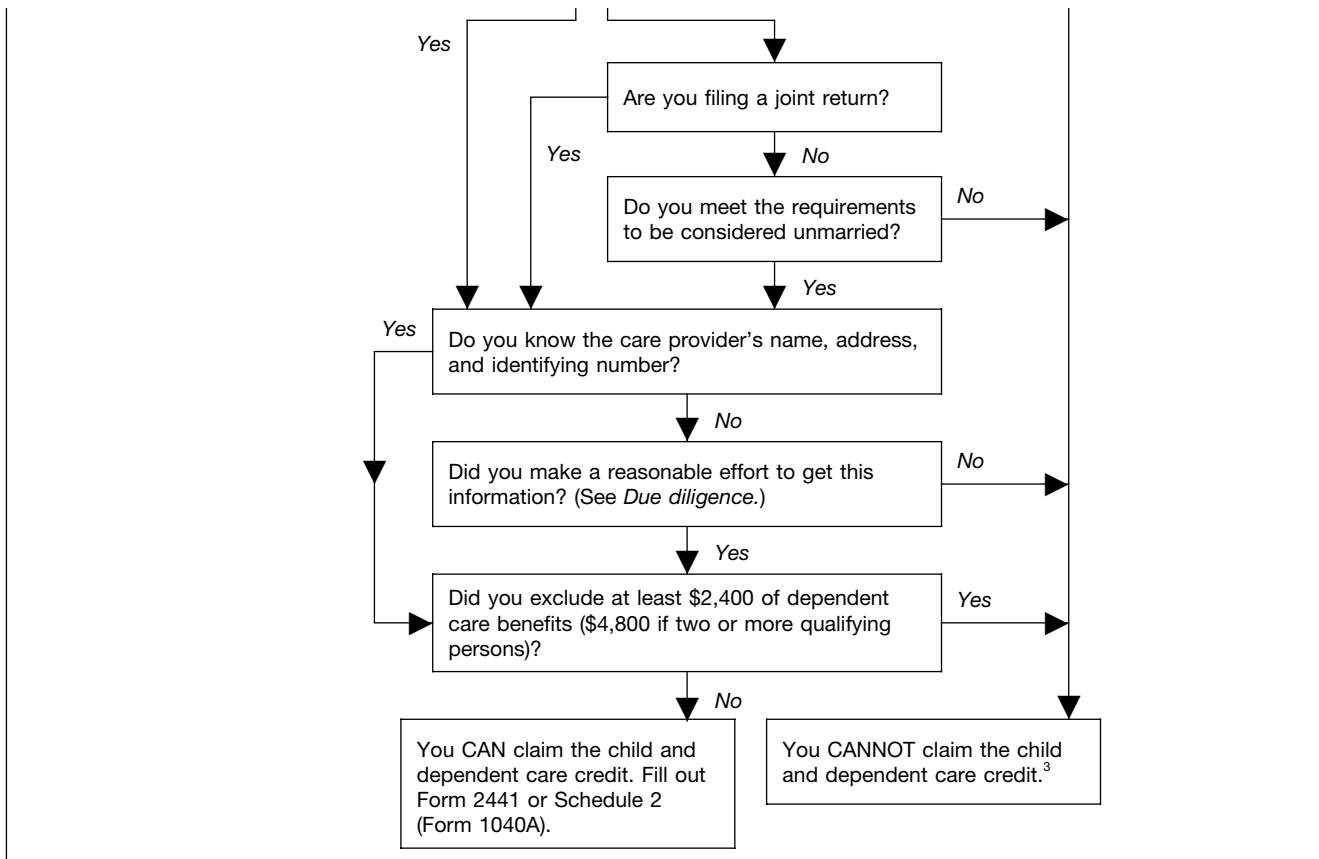 Yes
Are you filing a joint return?
Yes
No
Do you meet the requirements
to be considered unmarried?
No
Yes
Yes
Do you know the care provider's name, address,
and identifying number?
No
Did you make a reasonable effort to get this
information? (See Due diligence.)
No
Yes
Did you exclude at least $2,400 of dependent
care benefits ($4,800 if two or more qualifying
persons)?
Yes
No
You CAN claim the child and
dependent care credit. Fill out
Form 2441 or Schedule 2
(Form 1040A).
You CANNOT claim the child
and dependent care credit.3